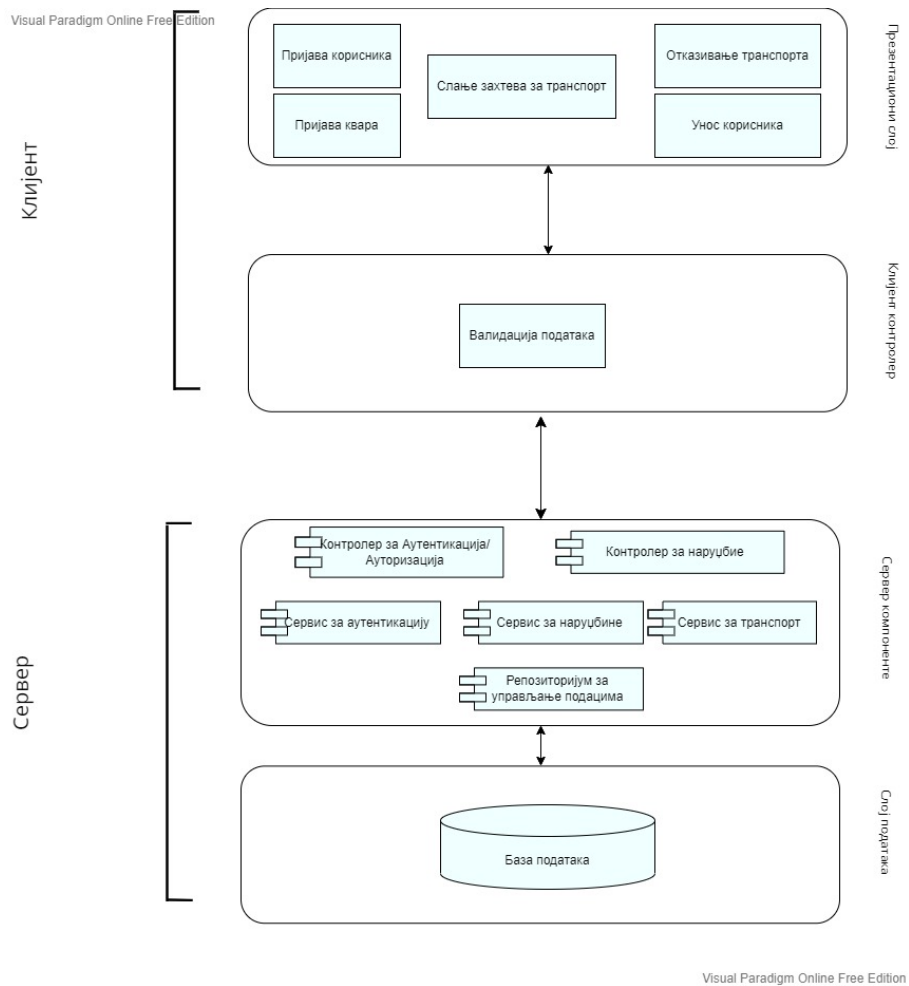 Visual Paradigm Online Free Edition
Клијент
Презентациони слој
Пријава корисника
Слање захтева за транспорт
Отказивање транспорта
Пријава квара
Унос корисника
Клијент контролер
Валидација података
Сервер
Сервер компоненте
Контролер за Аутентикација/
Ауторизација
Контролер за наруџбие
Сервис за аутентикацију
Сервис за наруџбине
Сервис за транспорт
Репозиторијум за
управљање подацима
Слој података
База података
Visual Paradigm Online Free Edition